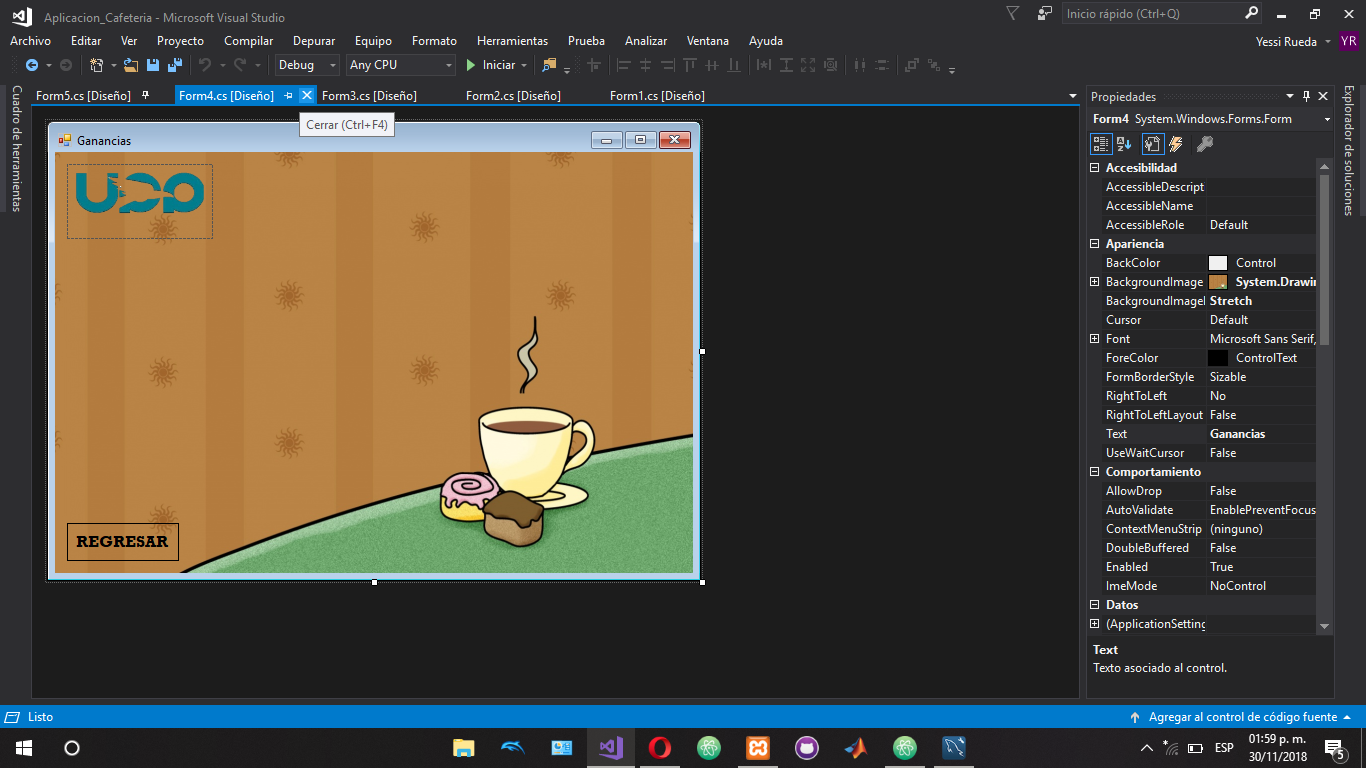 Aplicacion_Cafeteria - Microsoft Visual Studio
Inicio rápido (Ctrl+Q)
Archivo Editar Ver Proyecto Compilar Depurar Equipo Formato Herramientas Prueba Analizar Ventana Ayuda
Yessi Rueda YR
Debug Any CPU Iniciar
Cuadro de herramientas
Form5.cs [Diseño] Form4.cs [Diseño] Form3.cs [Diseño] Form2.cs [Diseño] Form1.cs [Diseño]
Cerrar (Ctrl+F4)
Ganancias
UDO
REGRESAR
Propiedades
Form4 System.Windows.Forms.Form
Accesibilidad
AccessibleDescript
AccessibleName
AccessibleRole Default
Apariencia
BackColor Control
BackgroundImage System.Drawin
BackgroundImageI Stretch
Cursor Default
Font Microsoft Sans Serif,
ForeColor ControlText
FormBorderStyle Sizable
RightToLeft No
RightToLeftLayout False
Text Ganancias
UseWaitCursor False
Comportamiento
AllowDrop False
AutoValidate EnablePreventFocus
ContextMenuStrip (ninguno)
DoubleBuffered False
Enabled True
ImeMode NoControl
Datos
(ApplicationSetting
Text
Texto asociado al control.
Explorador de soluciones
Listo
Agregar al control de código fuente
ESP
01:59 p. m.
30/11/2018
5